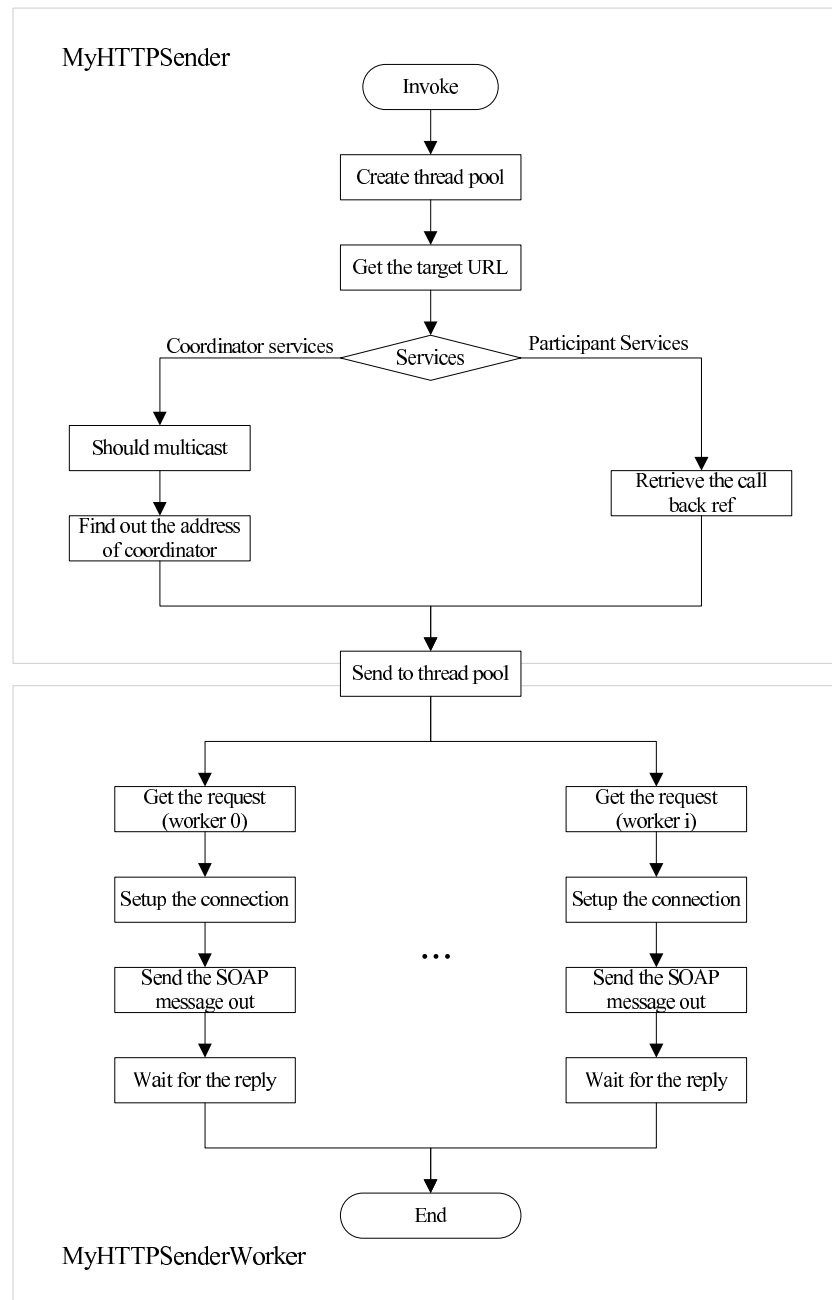 MyHTTPSender
Invoke
Create thread pool
Get the target URL
Coordinator services
Services
Participant Services
Should multicast
Find out the address
of coordinator
Retrieve the call
back ref
Send to thread pool
Get the request
(worker 0)
Get the request
(worker i)
Setup the connection
Setup the connection
...
Send the SOAP
message out
Send the SOAP
message out
Wait for the reply
Wait for the reply
End
MyHTTPSenderWorker